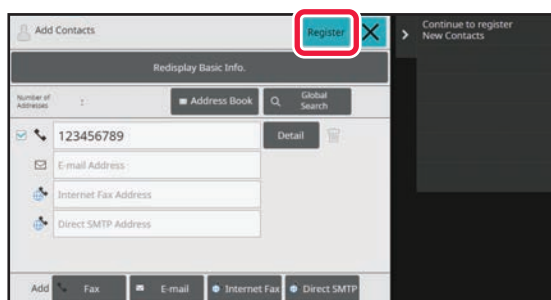 Add Contacts
Register
Continue to register
New Contacts
Redisplay Basic Info.
Number of
Addresses
:
Address Book
Global
Search
123456789
Detail
E-mail Address
Internet Fax Address
Direct SMTP Address
Add
Fax
E-mail
Internet Fax
Direct SMTP